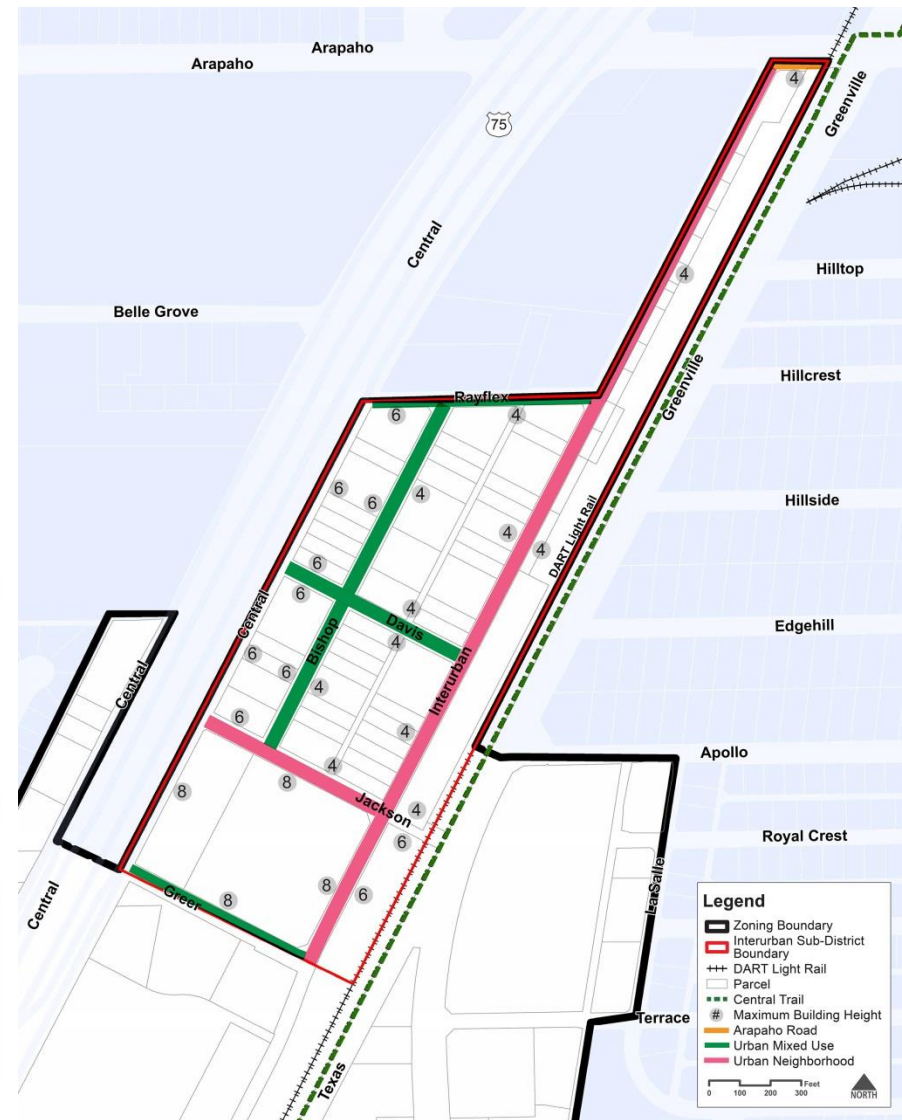 Arapaho
Arapaho
4
Greenville
75
Central
Hilltop
4
Belle Grove
Greenville
Hillcrest
Rayflex
6
4
6
6
4
Hillside
4
4
DART Light Rail
6
6
4
Davis
Edgehill
Central
Bishop
4
6
6
4
Interurban
Central
6
4
4
Apollo
8
8
Jackson
4
6
Royal Crest
Greer
8
8
6
LaSalle
Central
Legend
Zoning Boundary
Interurban Sub-District
Boundary
DART Light Rail
Parcel
Central Trail
# Maximum Building Height
Arapaho Road
Urban Mixed Use
Urban Neighborhood
Feet
0 100 200 300
NORTH
Terrace
Texas